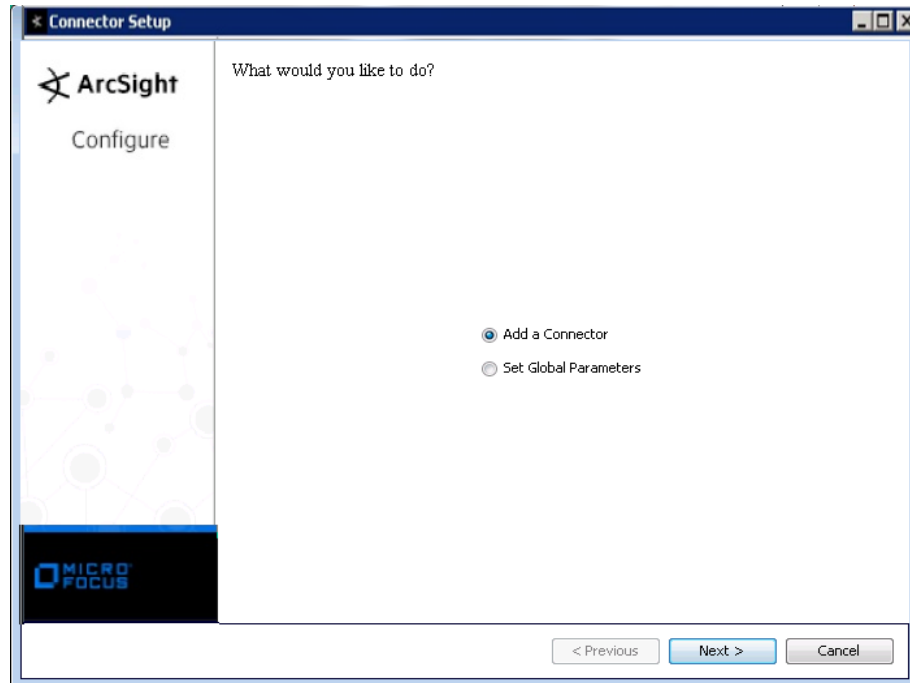 Connector Setup
ArcSight
Configure
What would you like to do?
Add a Connector
Set Global Parameters
MICRO
FOCUS
< Previous
Next >
Cancel